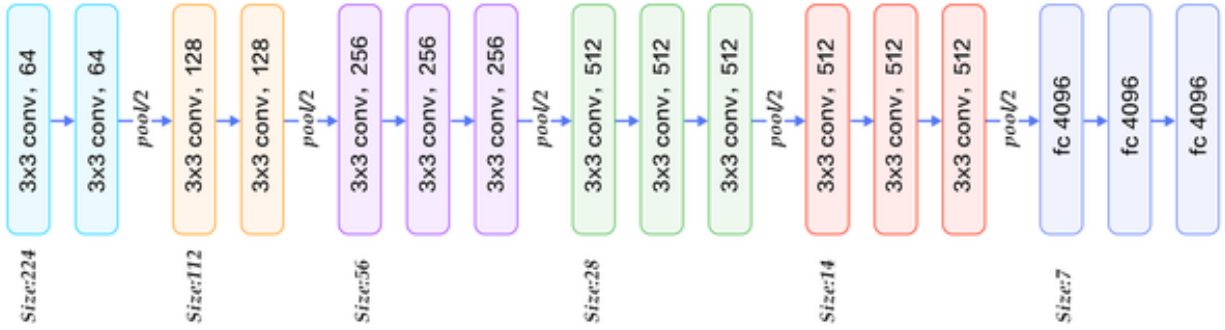 3x3 conv, 64
3x3 conv, 64
pool/2
3x3 conv, 128
3x3 conv, 128
pool/2
3x3 conv, 256
3x3 conv, 256
3x3 conv, 256
pool/2
3x3 conv, 512
3x3 conv, 512
3x3 conv, 512
pool/2
3x3 conv, 512
3x3 conv, 512
3x3 conv, 512
pool/2
fc 4096
fc 4096
fc 4096
Size:224
Size:112
Size:56
Size:28
Size:14
Size:7